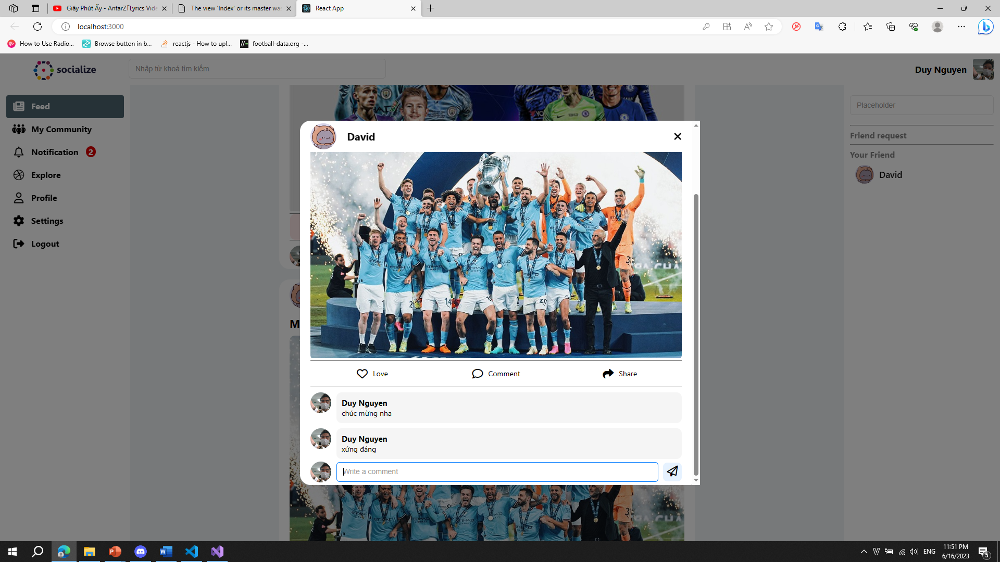 Giây Phút Ấy - AntarZ
Lyrics Vide
The view 'Index' or its master was
React App
localhost:3000
How to Use Radio...
Browse button in b...
reactjs - How to upl...
football-data.org -...
socialize
Nhập từ khoá tìm kiếm
Duy Nguyen
Feed
My Community
Notification 2
Explore
Profile
Settings
Logout
M
David
ETIHAD
14
31
Love
Comment
Share
Duy Nguyen
chúc mừng nha
Duy Nguyen
xứng đáng
Write a comment
Placeholder
Friend request
Your Friend
David
ENG
11:51 PM
6/16/2023
5